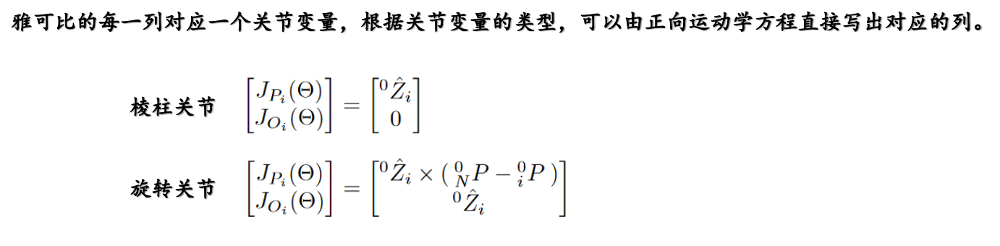 雅可比的每一列对应一个关节变量，根据关节变量的类型，可以由正向运动学方程直接写出对应的列。
棱柱关节 $\begin{bmatrix} J_{P_i}(\Theta) \\ J_{O_i}(\Theta) \end{bmatrix} = \begin{bmatrix} {}^0\hat{Z}_i \\ 0 \end{bmatrix}$
旋转关节 $\begin{bmatrix} J_{P_i}(\Theta) \\ J_{O_i}(\Theta) \end{bmatrix} = \begin{bmatrix} {}^0\hat{Z}_i \times ({}^0_N P - {}^0_i P) \\ {}^0\hat{Z}_i \end{bmatrix}$